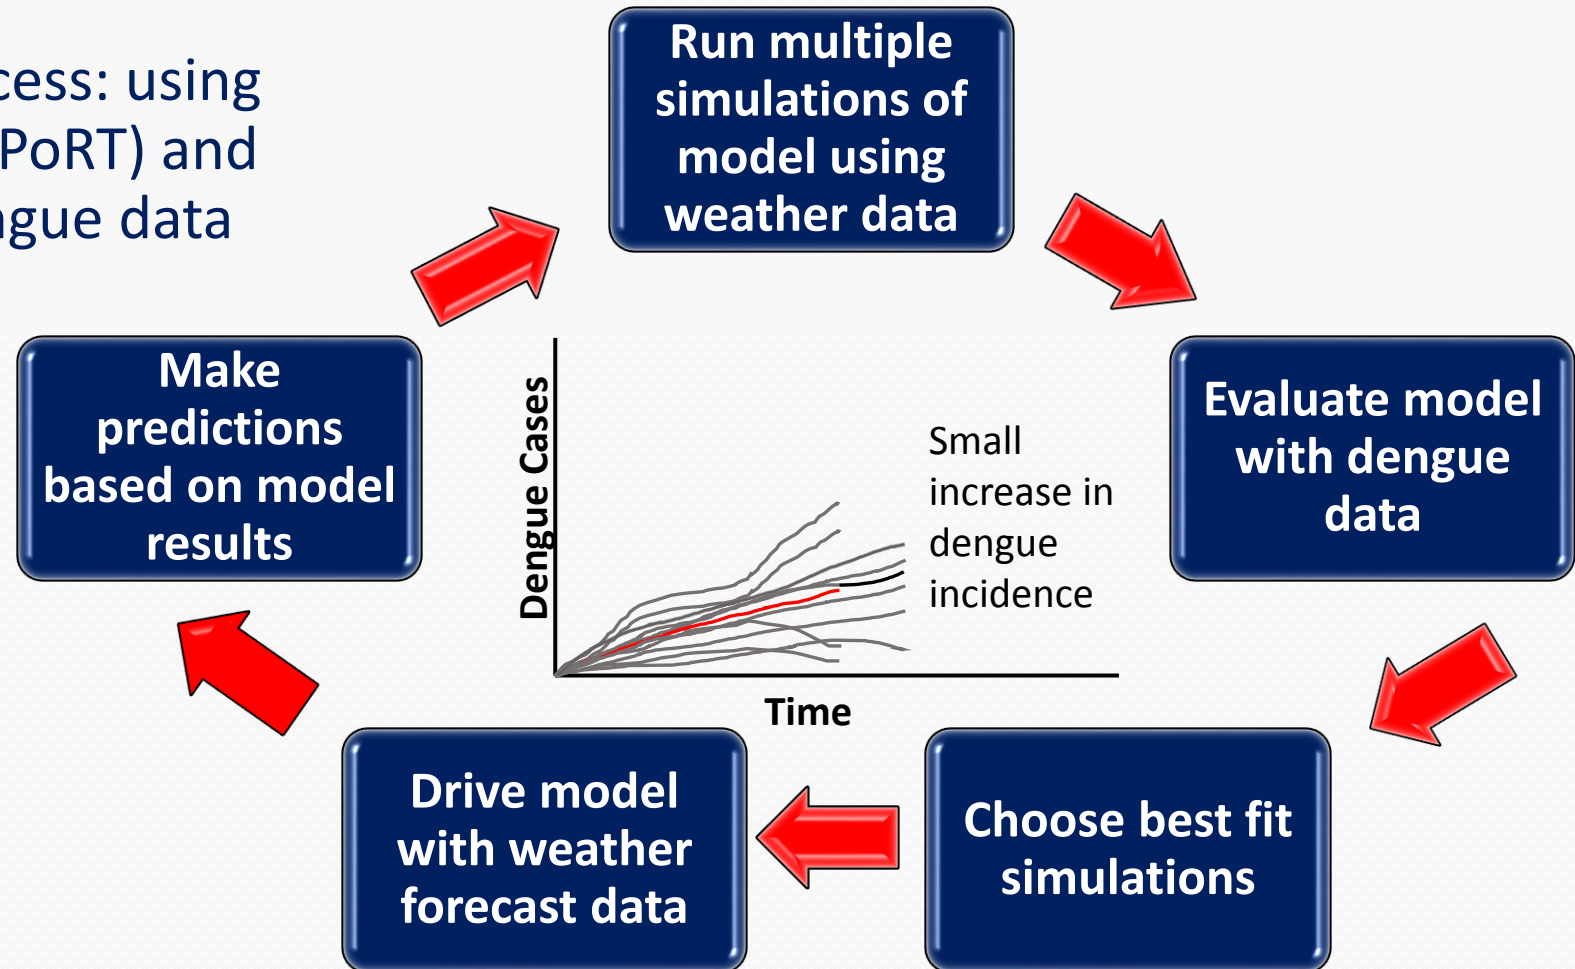 cess: using
PoRT) and
ngue data
Run multiple
simulations of
model using
weather data
Make
predictions
based on model
results
Evaluate model
with dengue
data
Dengue Cases
Small
increase in
dengue
incidence
Time
Drive model
with weather
forecast data
Choose best fit
simulations